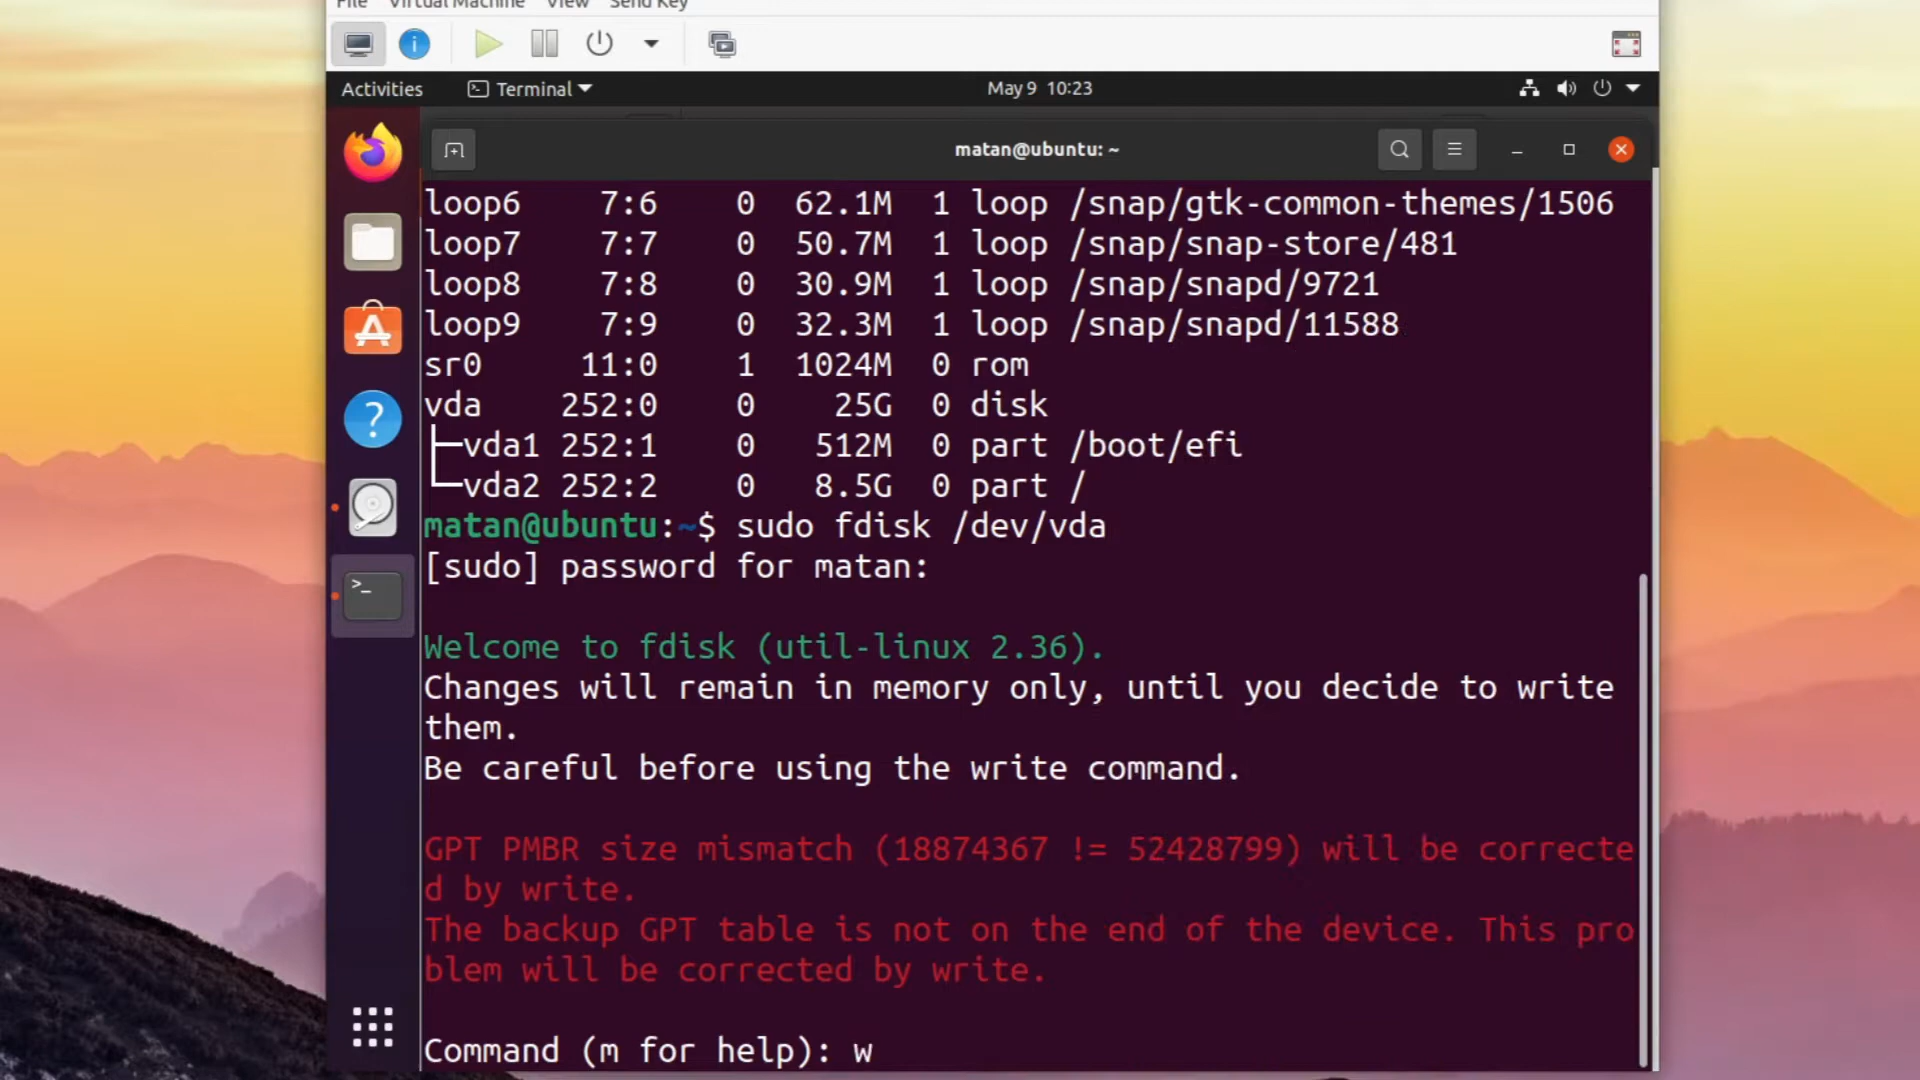 File Virtual Machine View Send Key
Activities Terminal May 9 10:23
matan@ubuntu: ~
loop6 7:6 0 62.1M 1 loop /snap/gtk-common-themes/1506
loop7 7:7 0 50.7M 1 loop /snap/snap-store/481
loop8 7:8 0 30.9M 1 loop /snap/snapd/9721
loop9 7:9 0 32.3M 1 loop /snap/snapd/11588
sr0 11:0 1 1024M 0 rom
vda 252:0 0 25G 0 disk
├─vda1 252:1 0 512M 0 part /boot/efi
└─vda2 252:2 0 8.5G 0 part /
matan@ubuntu:~$ sudo fdisk /dev/vda
[sudo] password for matan:
Welcome to fdisk (util-linux 2.36).
Changes will remain in memory only, until you decide to write
them.
Be careful before using the write command.
GPT PMBR size mismatch (18874367 != 52428799) will be correcte
d by write.
The backup GPT table is not on the end of the device. This pro
blem will be corrected by write.
Command (m for help): w